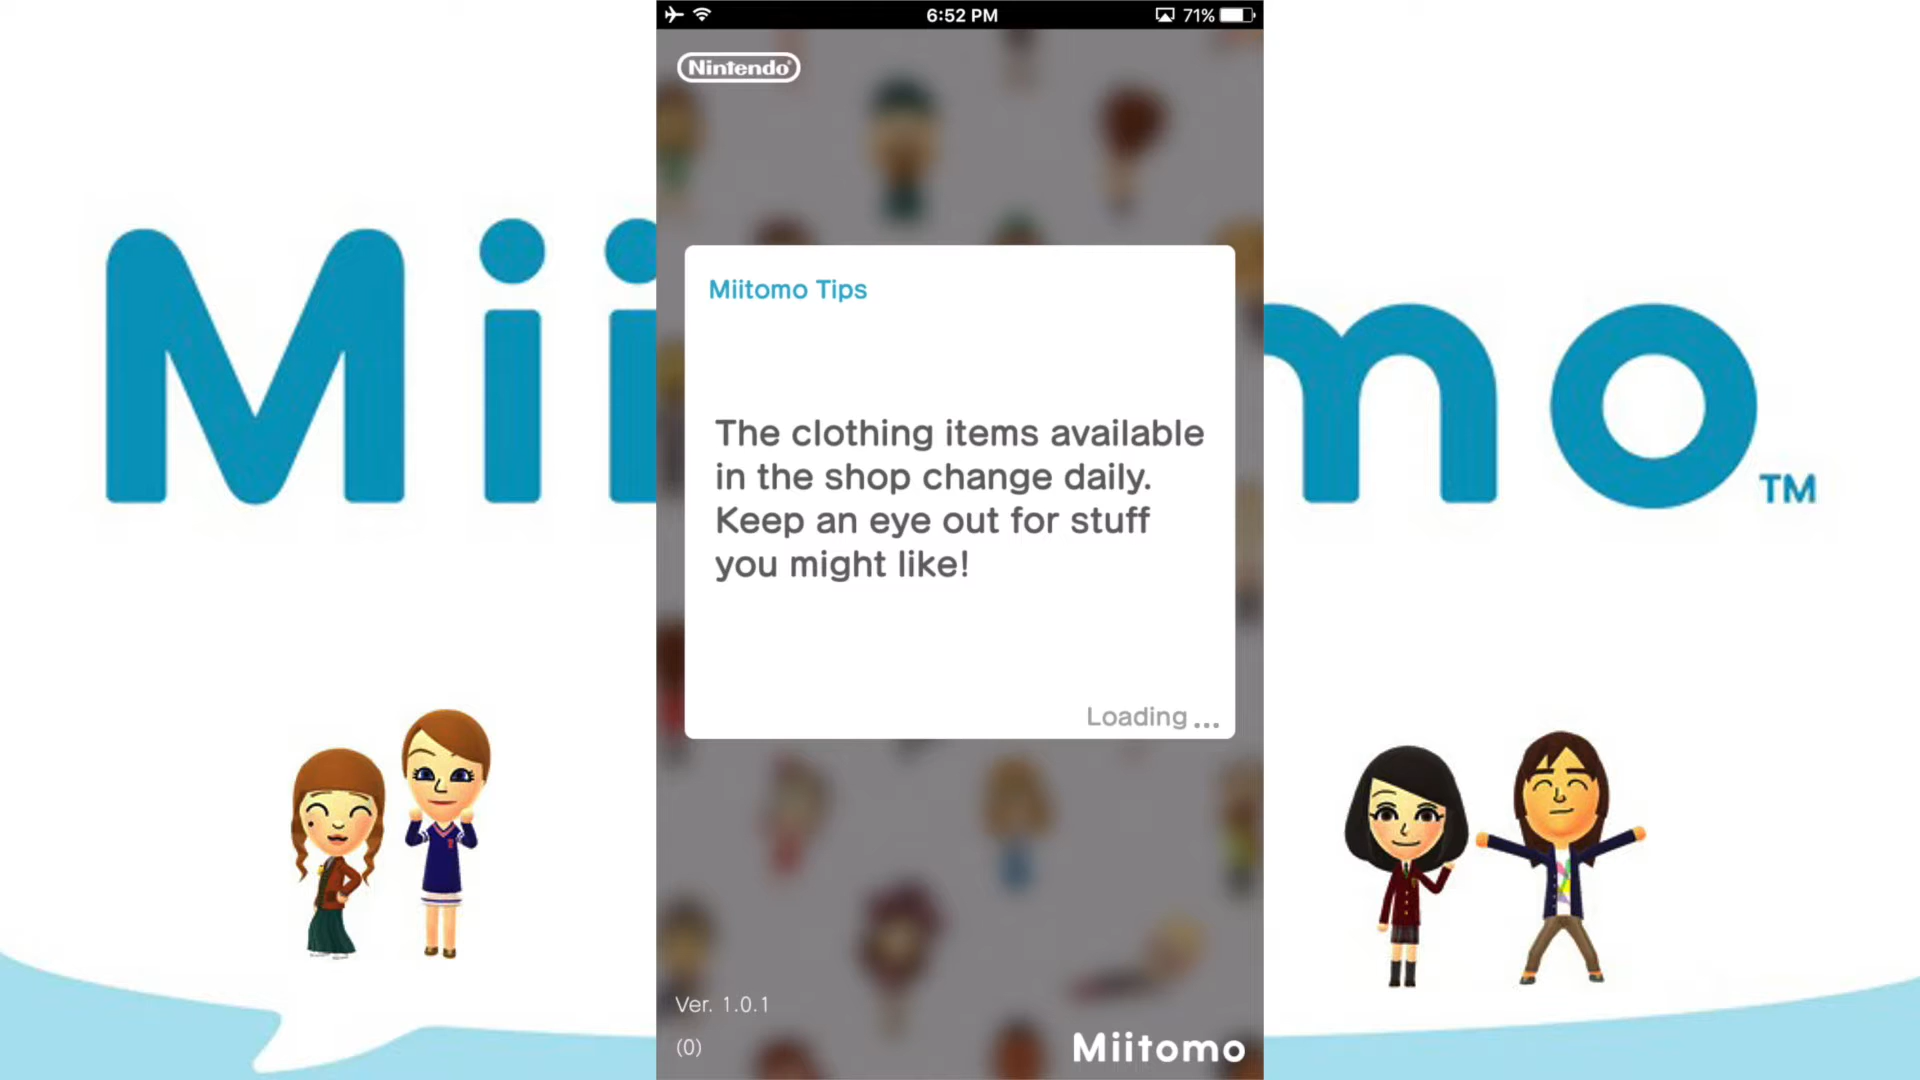 6:52 PM
71%
Nintendo
Mii
mo
TM
Miitomo Tips
The clothing items available
in the shop change daily.
Keep an eye out for stuff
you might like!
Loading ...
Ver. 1.0.1
(0)
Miitomo